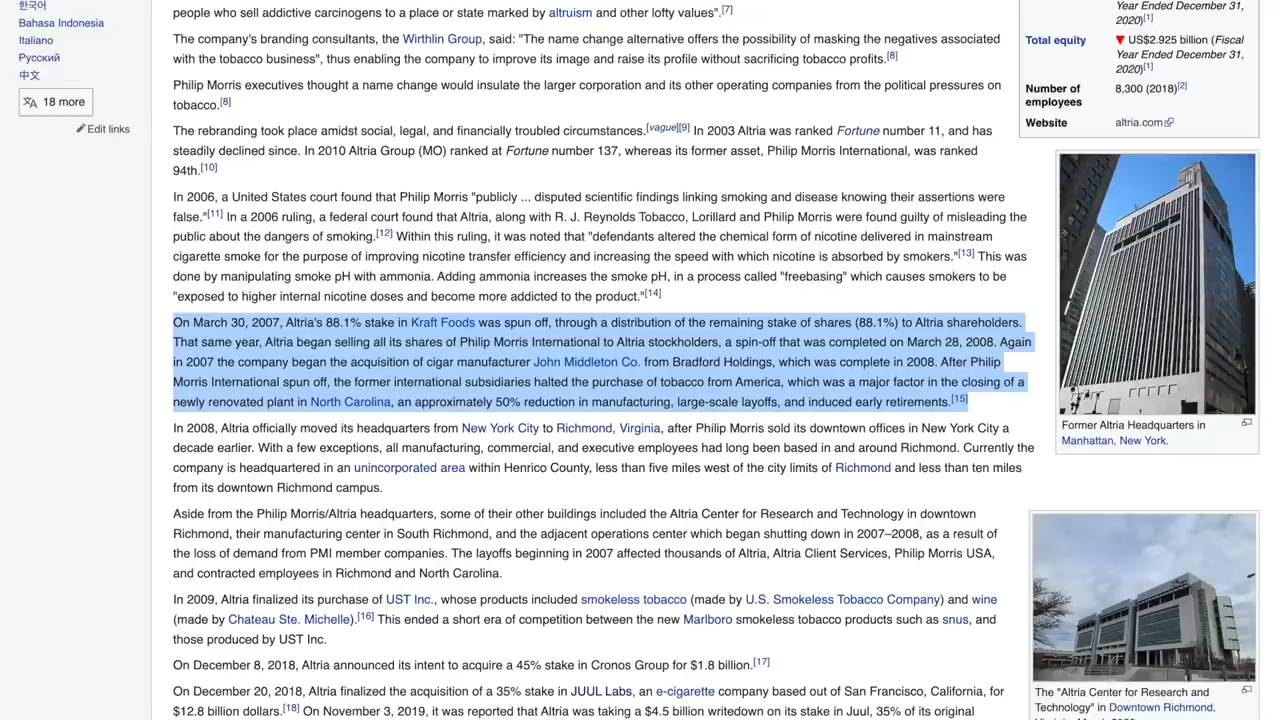 한국어
Bahasa Indonesia
Italiano
Русский
中文
18 more
Edit links
people who sell addictive carcinogens to a place or state marked by altruism and other lofty values".[7]
The company's branding consultants, the Wirthlin Group, said: "The name change alternative offers the possibility of masking the negatives associated
with the tobacco business", thus enabling the company to improve its image and raise its profile without sacrificing tobacco profits.[8]
Philip Morris executives thought a name change would insulate the larger corporation and its other operating companies from the political pressures on
tobacco.[8]
The rebranding took place amidst social, legal, and financially troubled circumstances.[vague][9] In 2003 Altria was ranked Fortune number 11, and has
steadily declined since. In 2010 Altria Group (MO) ranked at Fortune number 137, whereas its former asset, Philip Morris International, was ranked
94th.[10]
In 2006, a United States court found that Philip Morris "publicly ... disputed scientific findings linking smoking and disease knowing their assertions were
false."[11] In a 2006 ruling, a federal court found that Altria, along with R. J. Reynolds Tobacco, Lorillard and Philip Morris were found guilty of misleading the
public about the dangers of smoking.[12] Within this ruling, it was noted that "defendants altered the chemical form of nicotine delivered in mainstream
cigarette smoke for the purpose of improving nicotine transfer efficiency and increasing the speed with which nicotine is absorbed by smokers."[13] This was
done by manipulating smoke pH with ammonia. Adding ammonia increases the smoke pH, in a process called "freebasing" which causes smokers to be
"exposed to higher internal nicotine doses and become more addicted to the product."[14]
On March 30, 2007, Altria's 88.1% stake in Kraft Foods was spun off, through a distribution of the remaining stake of shares (88.1%) to Altria shareholders.
That same year, Altria began selling all its shares of Philip Morris International to Altria stockholders, a spin-off that was completed on March 28, 2008. Again
in 2007 the company began the acquisition of cigar manufacturer John Middleton Co. from Bradford Holdings, which was complete in 2008. After Philip
Morris International spun off, the former international subsidiaries halted the purchase of tobacco from America, which was a major factor in the closing of a
newly renovated plant in North Carolina, an approximately 50% reduction in manufacturing, large-scale layoffs, and induced early retirements.[15]
In 2008, Altria officially moved its headquarters from New York City to Richmond, Virginia, after Philip Morris sold its downtown offices in New York City a
decade earlier. With a few exceptions, all manufacturing, commercial, and executive employees had long been based in and around Richmond. Currently the
company is headquartered in an unincorporated area within Henrico County, less than five miles west of the city limits of Richmond and less than ten miles
from its downtown Richmond campus.
Aside from the Philip Morris/Altria headquarters, some of their other buildings included the Altria Center for Research and Technology in downtown
Richmond, their manufacturing center in South Richmond, and the adjacent operations center which began shutting down in 2007–2008, as a result of
the loss of demand from PMI member companies. The layoffs beginning in 2007 affected thousands of Altria, Altria Client Services, Philip Morris USA,
and contracted employees in Richmond and North Carolina.
In 2009, Altria finalized its purchase of UST Inc., whose products included smokeless tobacco (made by U.S. Smokeless Tobacco Company) and wine
(made by Chateau Ste. Michelle).[16] This ended a short era of competition between the new Marlboro smokeless tobacco products such as snus, and
those produced by UST Inc.
On December 8, 2018, Altria announced its intent to acquire a 45% stake in Cronos Group for $1.8 billion.[17]
On December 20, 2018, Altria finalized the acquisition of a 35% stake in JUUL Labs, an e-cigarette company based out of San Francisco, California, for
$12.8 billion dollars.[18] On November 3, 2019, it was reported that Altria was taking a $4.5 billion writedown on its stake in Juul, 35% of its original
Year Ended December 31,
2020)[1]
Total equity
▼ US$2.925 billion (Fiscal
Year Ended December 31,
2020)[1]
Number of
employees
8,300 (2018)[2]
Website
altria.com
Former Altria Headquarters in
Manhattan, New York.
The "Altria Center for Research and
Technology" in Downtown Richmond,